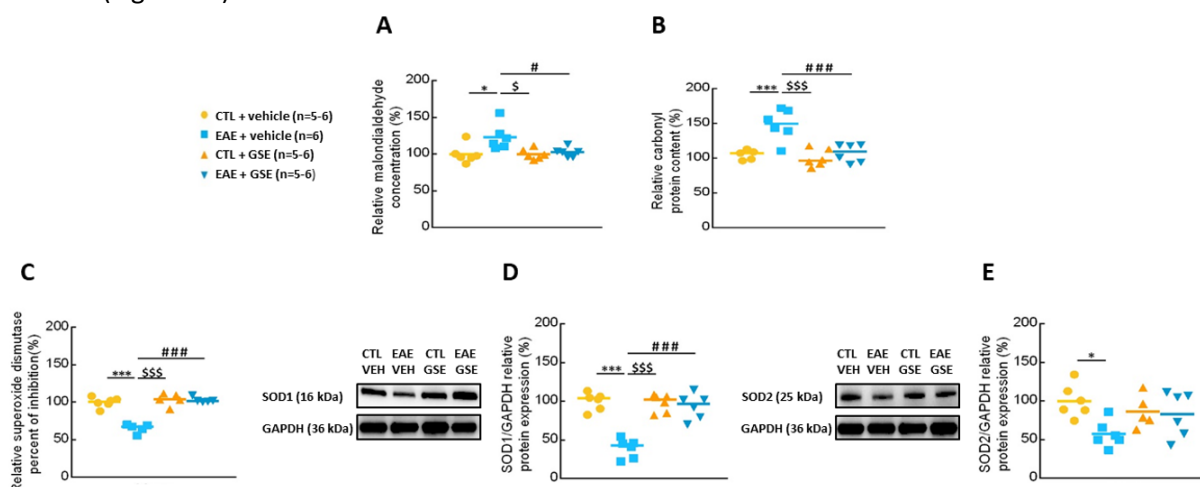 A
B
CTL + vehicle (n=5-6)
EAE + vehicle (n=6)
CTL + GSE (n=5-6)
EAE + GSE (n=5-6)
Relative malondialdehyde
concentration (%)
200
150
100
50
0
*
$
#
Relative carbonyl
protein content (%)
200
150
100
50
0
***
$$$
###
C
D
E
Relative superoxide dismutase
percent of inhibition(%)
200
150
100
50
0
***
$$$
###
CTL EAE CTL EAE
VEH VEH GSE GSE
SOD1 (16 kDa)
GAPDH (36 kDa)
SOD1/GAPDH relative
protein expression (%)
200
150
100
50
0
***
$$$
###
CTL EAE CTL EAE
VEH VEH GSE GSE
SOD2 (25 kDa)
GAPDH (36 kDa)
SOD2/GAPDH relative
protein expression (%)
200
150
100
50
0
*